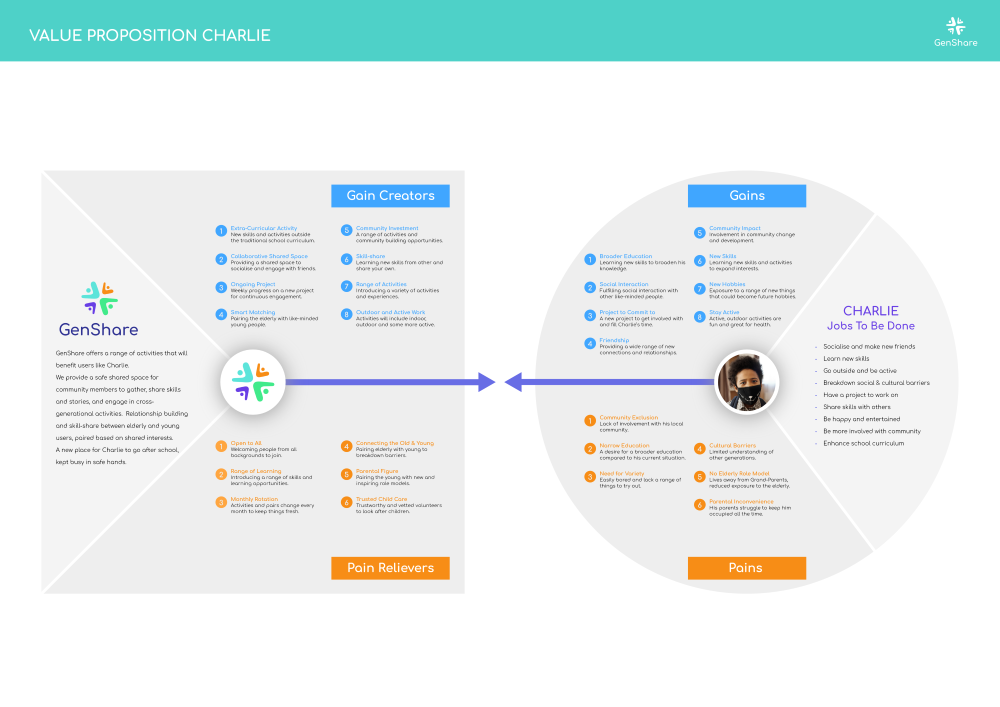 VALUE PROPOSITION CHARLIE
GenShare
Gain Creators
1
Extra-Curricular Activity
New skills and activities outside
the traditional school curriculum.
2
Collaborative Shared Space
Providing a shared space to
socialise and engage with friends.
3
Ongoing Project
Weekly progress on a new project
for continuous engagement.
4
Smart Matching
Pairing the elderly with like-minded
young people.
5
Community Investment
A range of activities and
community building opportunities.
6
Skill-share
Learning new skills from other and
share your own.
7
Range of Activities
Introducing a variety of activities
and experiences.
8
Outdoor and Active Work
Activities will include indoor,
outdoor and some more active.
GenShare
GenShare offers a range of activities that will
benefit users like Charlie.
We provide a safe shared space for
community members to gather, share skills
and stories, and engage in cross-
generational activities. Relationship building
and skill-share between elderly and young
users, paired based on shared interests.
A new place for Charlie to go after school,
kept busy in safe hands.
1
Open to All
Welcoming people from all
backgrounds to join.
2
Range of Learning
Introducing a range of skills and
learning opportunities.
3
Monthly Rotation
Activities and pairs change every
month to keep things fresh.
4
Connecting the Old & Young
Pairing elderly with young to
breakdown barriers.
5
Parental Figure
Pairing the young with new and
inspiring role models.
6
Trusted Child Care
Trustworthy and vetted volunteers
to look after children.
Pain Relievers
Gains
1
Broader Education
Learning new skills to broaden his
knowledge.
2
Social Interaction
Fulfilling social interaction with
other like-minded people.
3
Project to Commit to
A new project to get involved with
and fill Charlie's time.
4
Friendship
Providing a wide range of new
connections and relationships.
5
Community Impact
Involvement in community change
and development.
6
New Skills
Learning new skills and activities
to expand interests.
7
New Hobbies
Exposure to a range of new things
that could become future hobbies.
8
Stay Active
Active, outdoor activities are
fun and great for health.
CHARLIE
Jobs To Be Done
- Socialise and make new friends
- Learn new skills
- Go outside and be active
- Breakdown social & cultural barriers
- Have a project to work on
- Share skills with others
- Be happy and entertained
- Be more involved with community
- Enhance school curriculum
1
Community Exclusion
Lack of involvement with his local
community.
2
Narrow Education
A desire for a broader education
compared to his current situation.
3
Need for Variety
Easily bored and lack a range of
things to try out.
4
Cultural Barriers
Limited understanding of
other generations.
5
No Elderly Role Model
Lives away from Grand-Parents,
reduced exposure to the elderly.
6
Parental Inconvenience
His parents struggle to keep him
occupied all the time.
Pains